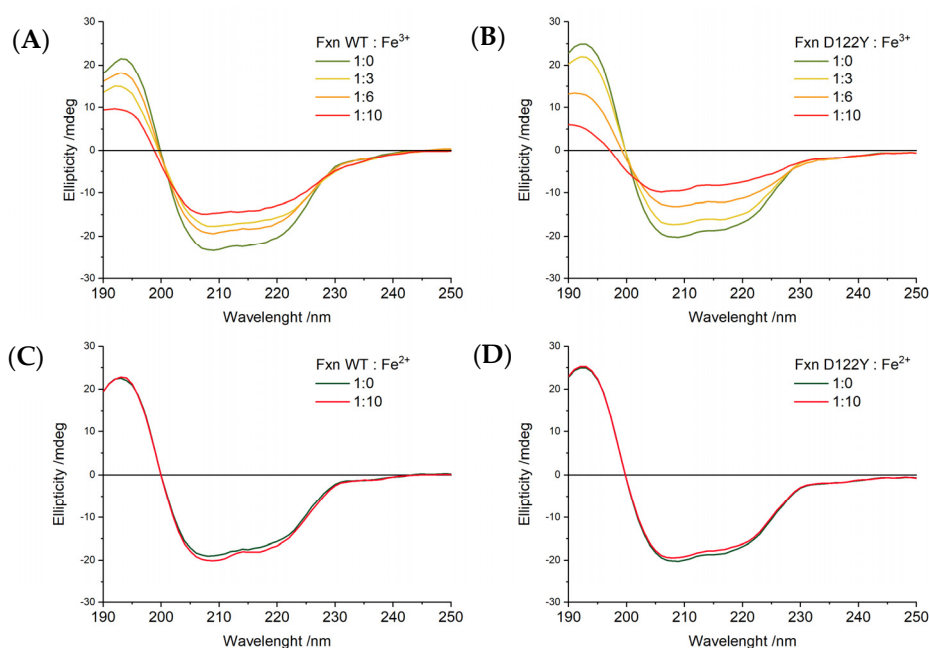 (A)
Fxn WT : Fe³⁺
1:0
1:3
1:6
1:10
Ellipticity /mdeg
30
20
10
0
-10
-20
-30
190 200 210 220 230 240 250
Wavelenght /nm
(B)
Fxn D122Y : Fe³⁺
1:0
1:3
1:6
1:10
Ellipticity /mdeg
30
20
10
0
-10
-20
-30
190 200 210 220 230 240 250
Wavelenght /nm
(C)
Fxn WT : Fe²⁺
1:0
1:10
Ellipticity /mdeg
30
20
10
0
-10
-20
-30
190 200 210 220 230 240 250
Wavelenght /nm
(D)
Fxn D122Y : Fe²⁺
1:0
1:10
Ellipticity /mdeg
30
20
10
0
-10
-20
-30
190 200 210 220 230 240 250
Wavelenght /nm